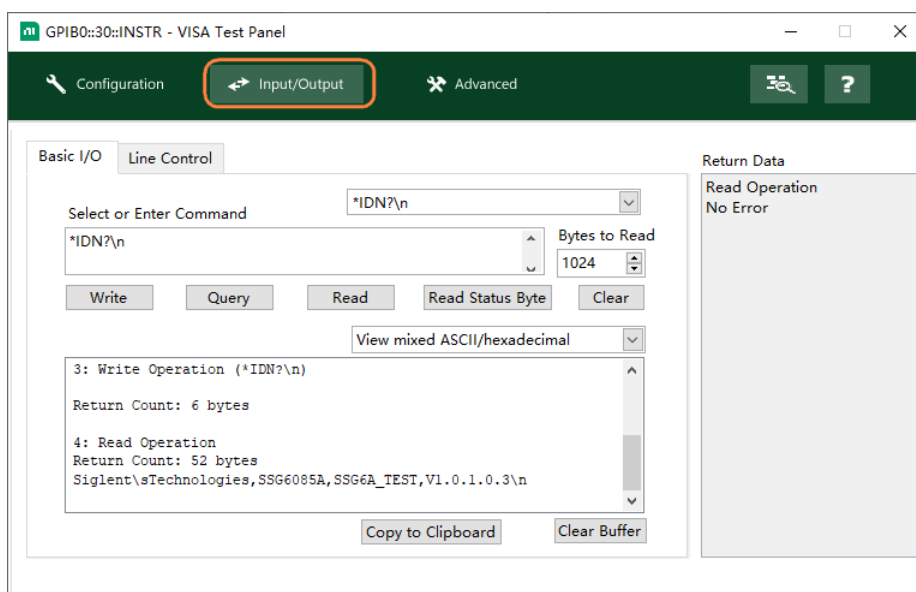 GPIB0::30::INSTR - VISA Test Panel
Configuration
Input/Output
Advanced
?
Basic I/O
Line Control
Return Data
Read Operation
No Error
*IDN?\n
Select or Enter Command
*IDN?\n
Bytes to Read
1024
Write
Query
Read
Read Status Byte
Clear
View mixed ASCII/hexadecimal
3: Write Operation (*IDN?\n)
Return Count: 6 bytes
4: Read Operation
Return Count: 52 bytes
Siglent\sTechnologies,SSG6085A,SSG6A_TEST,V1.0.1.0.3\n
Copy to Clipboard
Clear Buffer